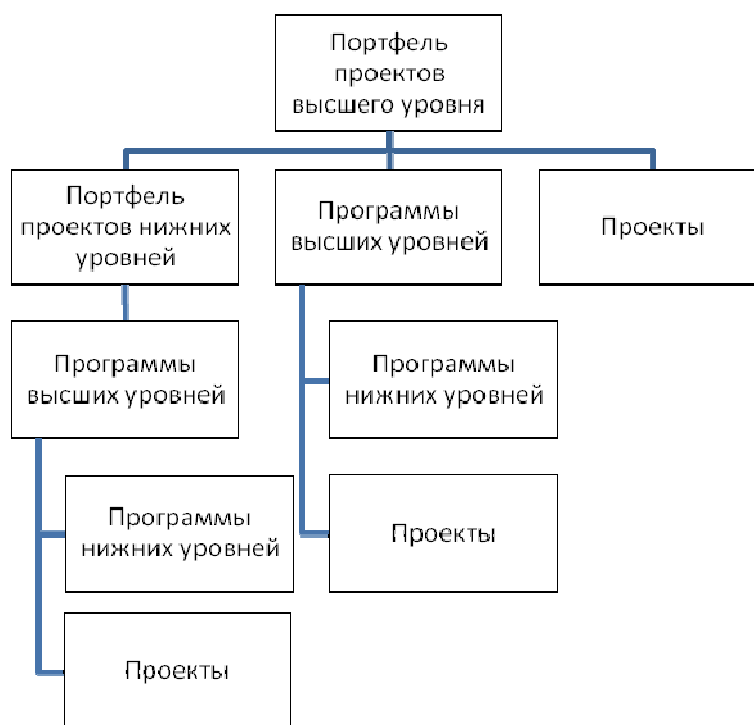 Портфель
проектов
высшего уровня
Портфель
проектов нижних
уровней
Программы
высших уровней
Проекты
Программы
высших уровней
Программы
нижних уровней
Программы
нижних уровней
Проекты
Проекты